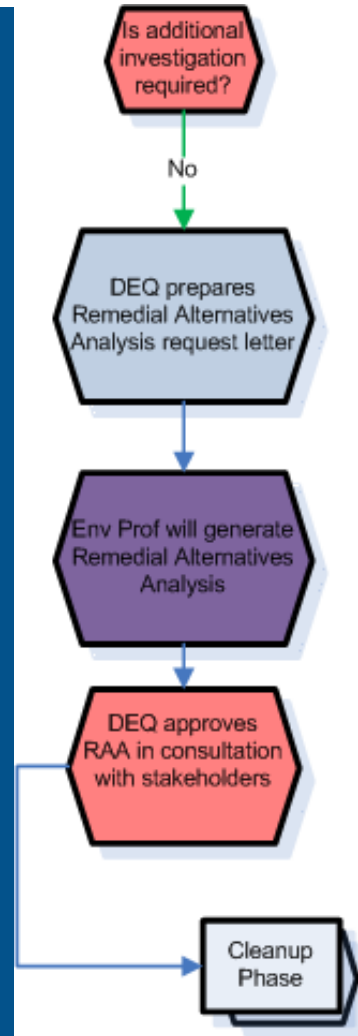 Is additional
investigation
required?
No
DEQ prepares
Remedial Alternatives
Analysis request letter
Env Prof will generate
Remedial Alternatives
Analysis
DEQ approves
RAA in consultation
with stakeholders
Cleanup
Phase